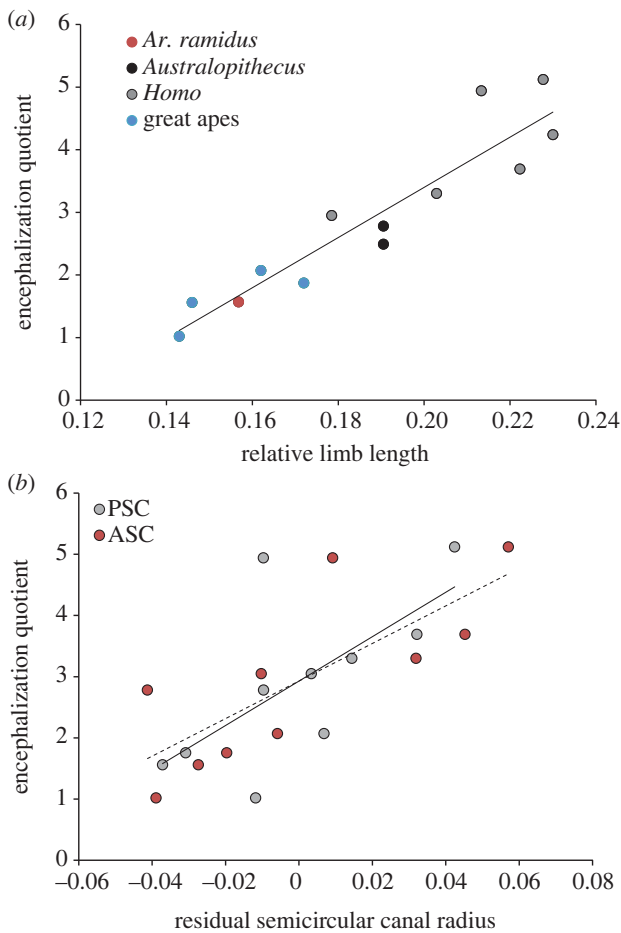 (a)
6
5
4
3
2
1
0
encephalization quotient
Ar. ramidus
Australopithecus
Homo
great apes
0.12 0.14 0.16 0.18 0.20 0.22 0.24
relative limb length
(b)
6
5
4
3
2
1
0
encephalization quotient
PSC
ASC
–0.06 –0.04 –0.02 0 0.02 0.04 0.06 0.08
residual semicircular canal radius